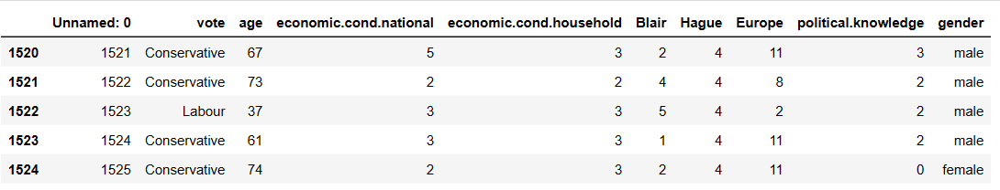 Unnamed: 0 vote age economic.cond.national economic.cond.household Blair Hague Europe political.knowledge gender
1520 1521 Conservative 67 5 3 2 4 11 3 male
1521 1522 Conservative 73 2 2 4 4 8 2 male
1522 1523 Labour 37 3 3 5 4 2 2 male
1523 1524 Conservative 61 3 3 1 4 11 2 male
1524 1525 Conservative 74 2 3 2 4 11 0 female